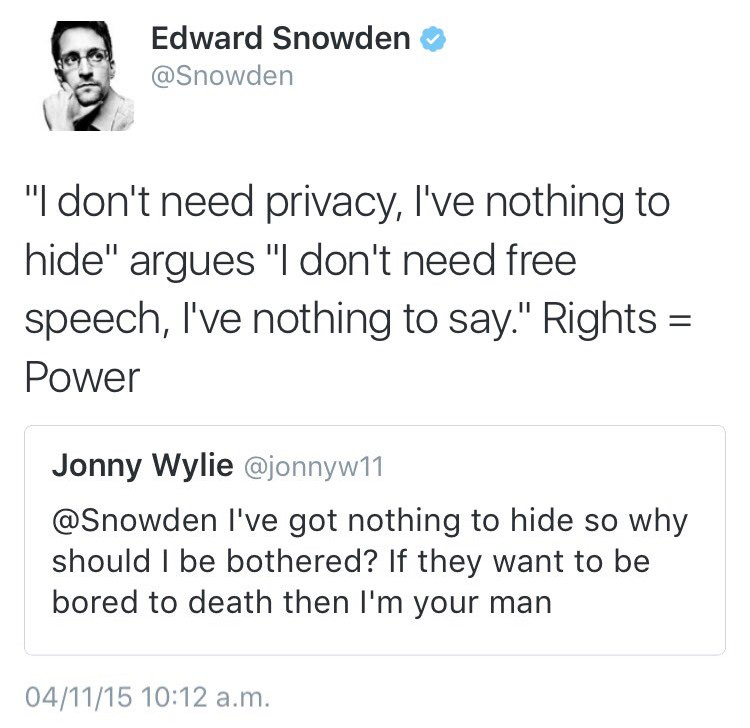 Edward Snowden
@Snowden
"I don't need privacy, I've nothing to
hide" argues "I don't need free
speech, I've nothing to say." Rights =
Power
Jonny Wylie @jonnyw11
@Snowden I've got nothing to hide so why
should I be bothered? If they want to be
bored to death then I'm your man
04/11/15 10:12 a.m.